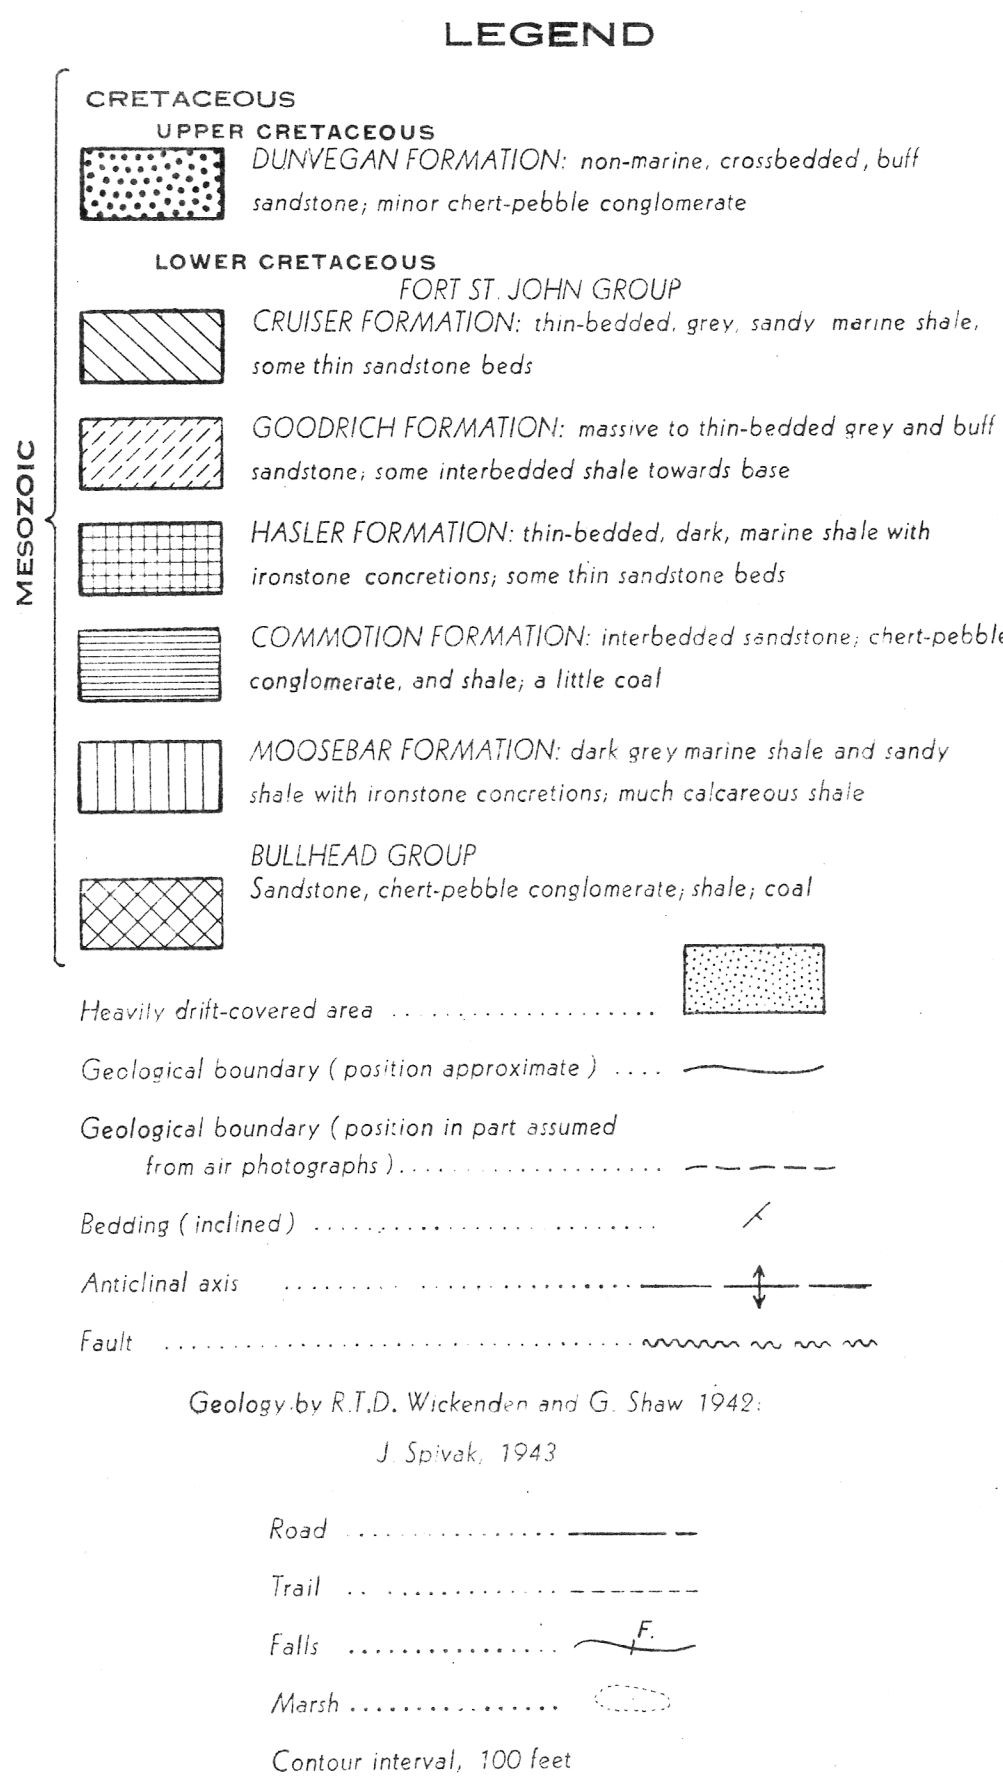 LEGEND
CRETACEOUS
UPPER CRETACEOUS
DUNVEGAN FORMATION: non-marine, crossbedded, buff
sandstone; minor chert-pebble conglomerate
LOWER CRETACEOUS
FORT ST. JOHN GROUP
CRUISER FORMATION: thin-bedded, grey, sandy marine shale,
some thin sandstone beds
GOODRICH FORMATION: massive to thin-bedded grey and buff
sandstone; some interbedded shale towards base
HASLER FORMATION: thin-bedded, dark, marine shale with
ironstone concretions; some thin sandstone beds
COMMOTION FORMATION: interbedded sandstone; chert-pebble
conglomerate, and shale; a little coal
MOOSEBAR FORMATION: dark grey marine shale and sandy
shale with ironstone concretions; much calcareous shale
BULLHEAD GROUP
Sandstone, chert-pebble conglomerate; shale; coal
MESOZOIC
Heavily drift-covered area
Geological boundary (position approximate)
Geological boundary (position in part assumed
from air photographs)
Bedding (inclined)
Anticlinal axis
Fault
Geology by R.T.D. Wickenden and G. Shaw 1942:
J. Spivak, 1943
Road
Trail
Falls F.
Marsh
Contour interval, 100 feet